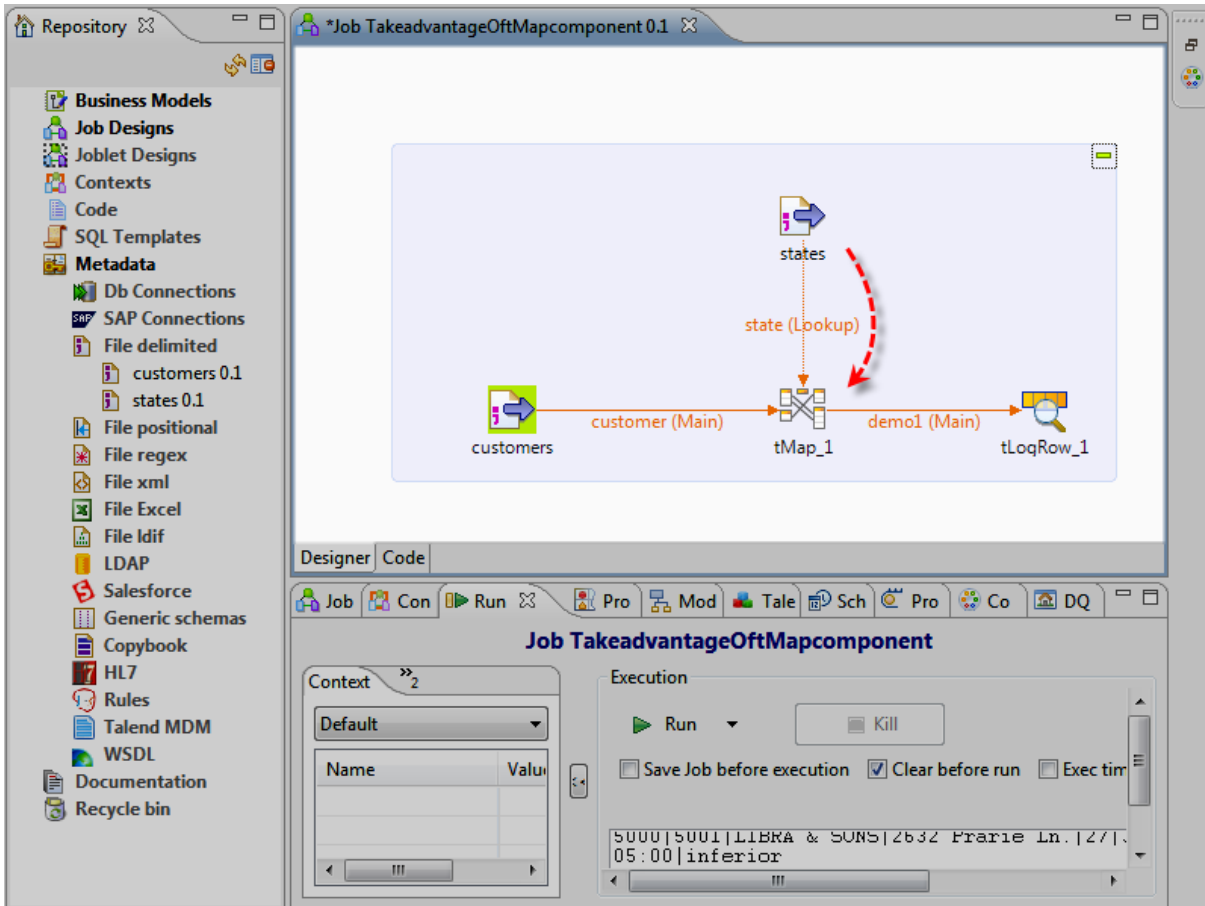 Repository
*Job TakeadvantageOftMapcomponent 0.1
Business Models
Job Designs
Joblet Designs
Contexts
Code
SQL Templates
Metadata
Db Connections
SAP
SAP Connections
File delimited
customers 0.1
states 0.1
File positional
File regex
File xml
File Excel
File ldif
LDAP
Salesforce
Generic schemas
Copybook
HL7
Rules
Talend MDM
WSDL
Documentation
Recycle bin
states
state (Lookup)
customer (Main)
demo1 (Main)
customers
tMap_1
tLogRow_1
Designer
Code
Job
Con
Run
Pro
Mod
Tale
Sch
Pro
Co
DQ
Job TakeadvantageOftMapcomponent
Context
2
Execution
Default
Run
Kill
Name
Valu
Save Job before execution
Clear before run
Exec tim
5000|5001|LIBRA & SONS|2632 Prarie Ln.|27|
05:00|inferior